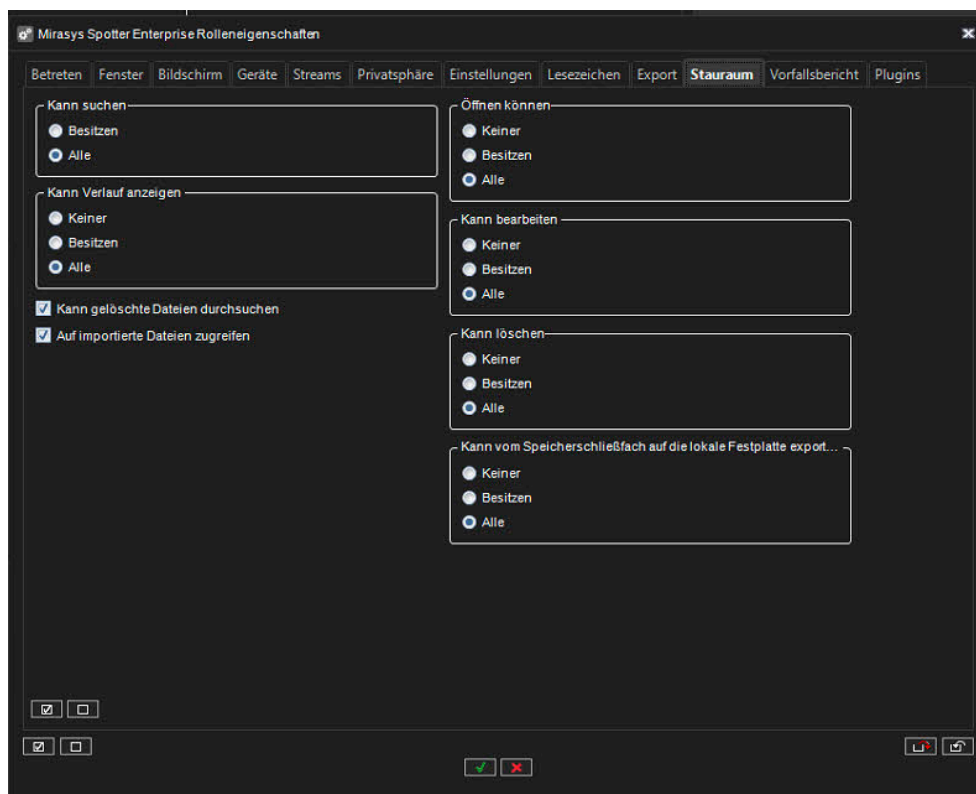 Mirasys Spotter Enterprise Rolleneigenschaften
Betreten Fenster Bildschirm Geräte Streams Privatsphäre Einstellungen Lesezeichen Export Stauraum Vorfallsbericht Plugins
Kann suchen
Besitzen
Alle
Kann Verlauf anzeigen
Keiner
Besitzen
Alle
Kann gelöschte Dateien durchsuchen
Auf importierte Dateien zugreifen
Öffnen können
Keiner
Besitzen
Alle
Kann bearbeiten
Keiner
Besitzen
Alle
Kann löschen
Keiner
Besitzen
Alle
Kann vom Speicherschließfach auf die lokale Festplatte export...
Keiner
Besitzen
Alle